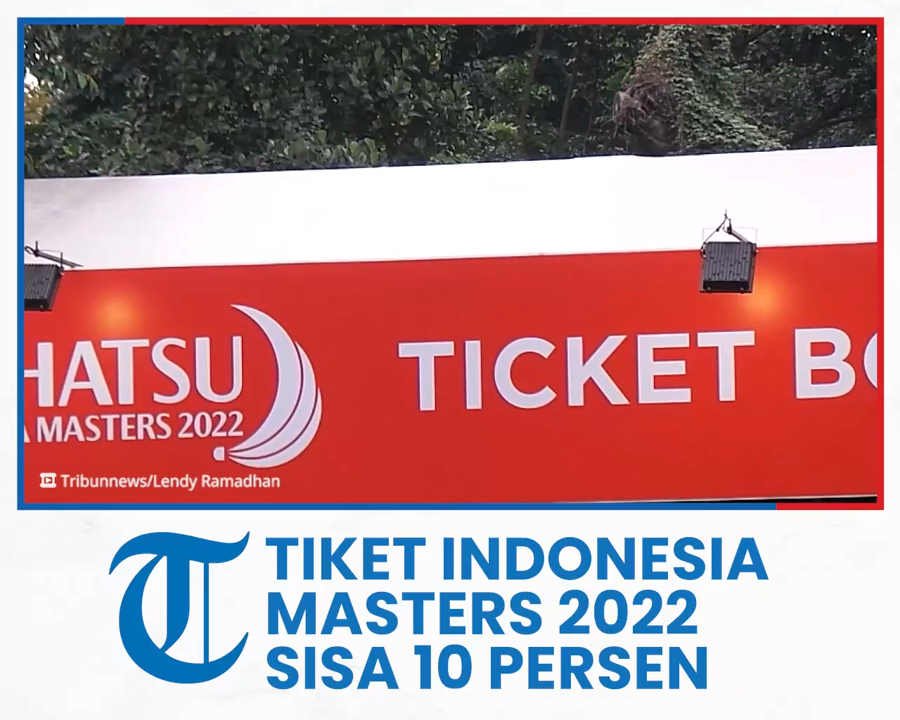 HATSU
MASTERS 2022
TICKET
Tribunnews/Lendy Ramadhan
TIKET INDONESIA
MASTERS 2022
SISA 10 PERSEN